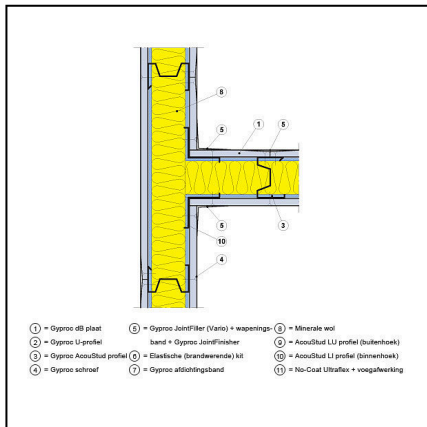 8
5
1
5
5
3
10
4
1 = Gyproc dB plaat
2 = Gyproc U-profiel
3 = Gyproc AcouStud profiel
4 = Gyproc schroef
5 = Gyproc JointFiller (Vario) + wapenings-
band + Gyproc JointFinisher
6 = Elastische (brandwerende) kit
7 = Gyproc afdichtingband
8 = Minerale wol
9 = AcouStud LU profiel (buitenhoek)
10 = AcouStud LI profiel (binnenhoek)
11 = No-Coat Ultraflex + voegafwerking